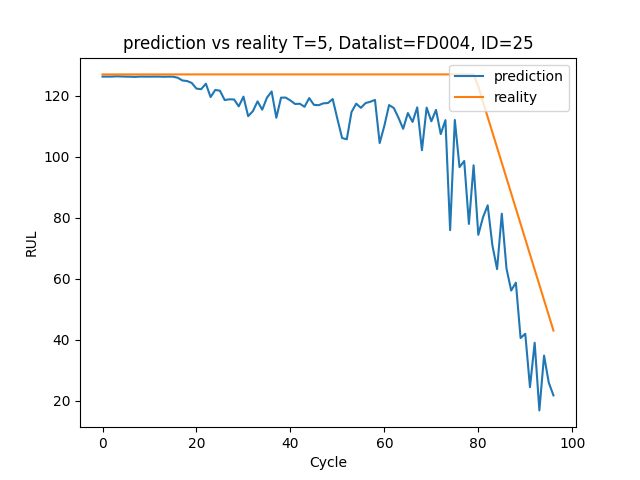 prediction vs reality T=5, Datalist=FD004, ID=25
prediction
reality
RUL
120
100
80
60
40
20
0 20 40 60 80 100
Cycle